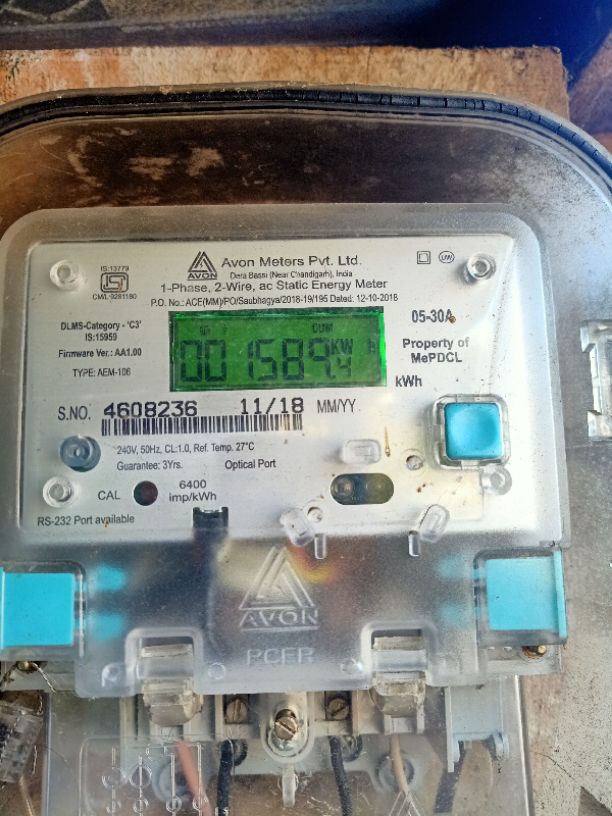 IS:13779
CM/L-9281180
AVON
Avon Meters Pvt. Ltd.
Dera Bassi (Near Chandigarh), India
1-Phase, 2-Wire, ac Static Energy Meter
P.O. No.: ACE(MM)/PO/Saubhagya/2018-19/195 Dated: 12-10-2018
DLMS-Category - 'C3'
IS:15959
Firmware Ver.: AA1.00
TYPE: AEM-106
CUM
KW h
05-30A
Property of
MePDCL
kWh
S.NO. 4608236 11/18 MM/YY
240V, 50Hz, CL:1.0, Ref. Temp. 27°C
Guarantee: 3Yrs. Optical Port
CAL
6400
imp/kWh
RS-232 Port available
AVON